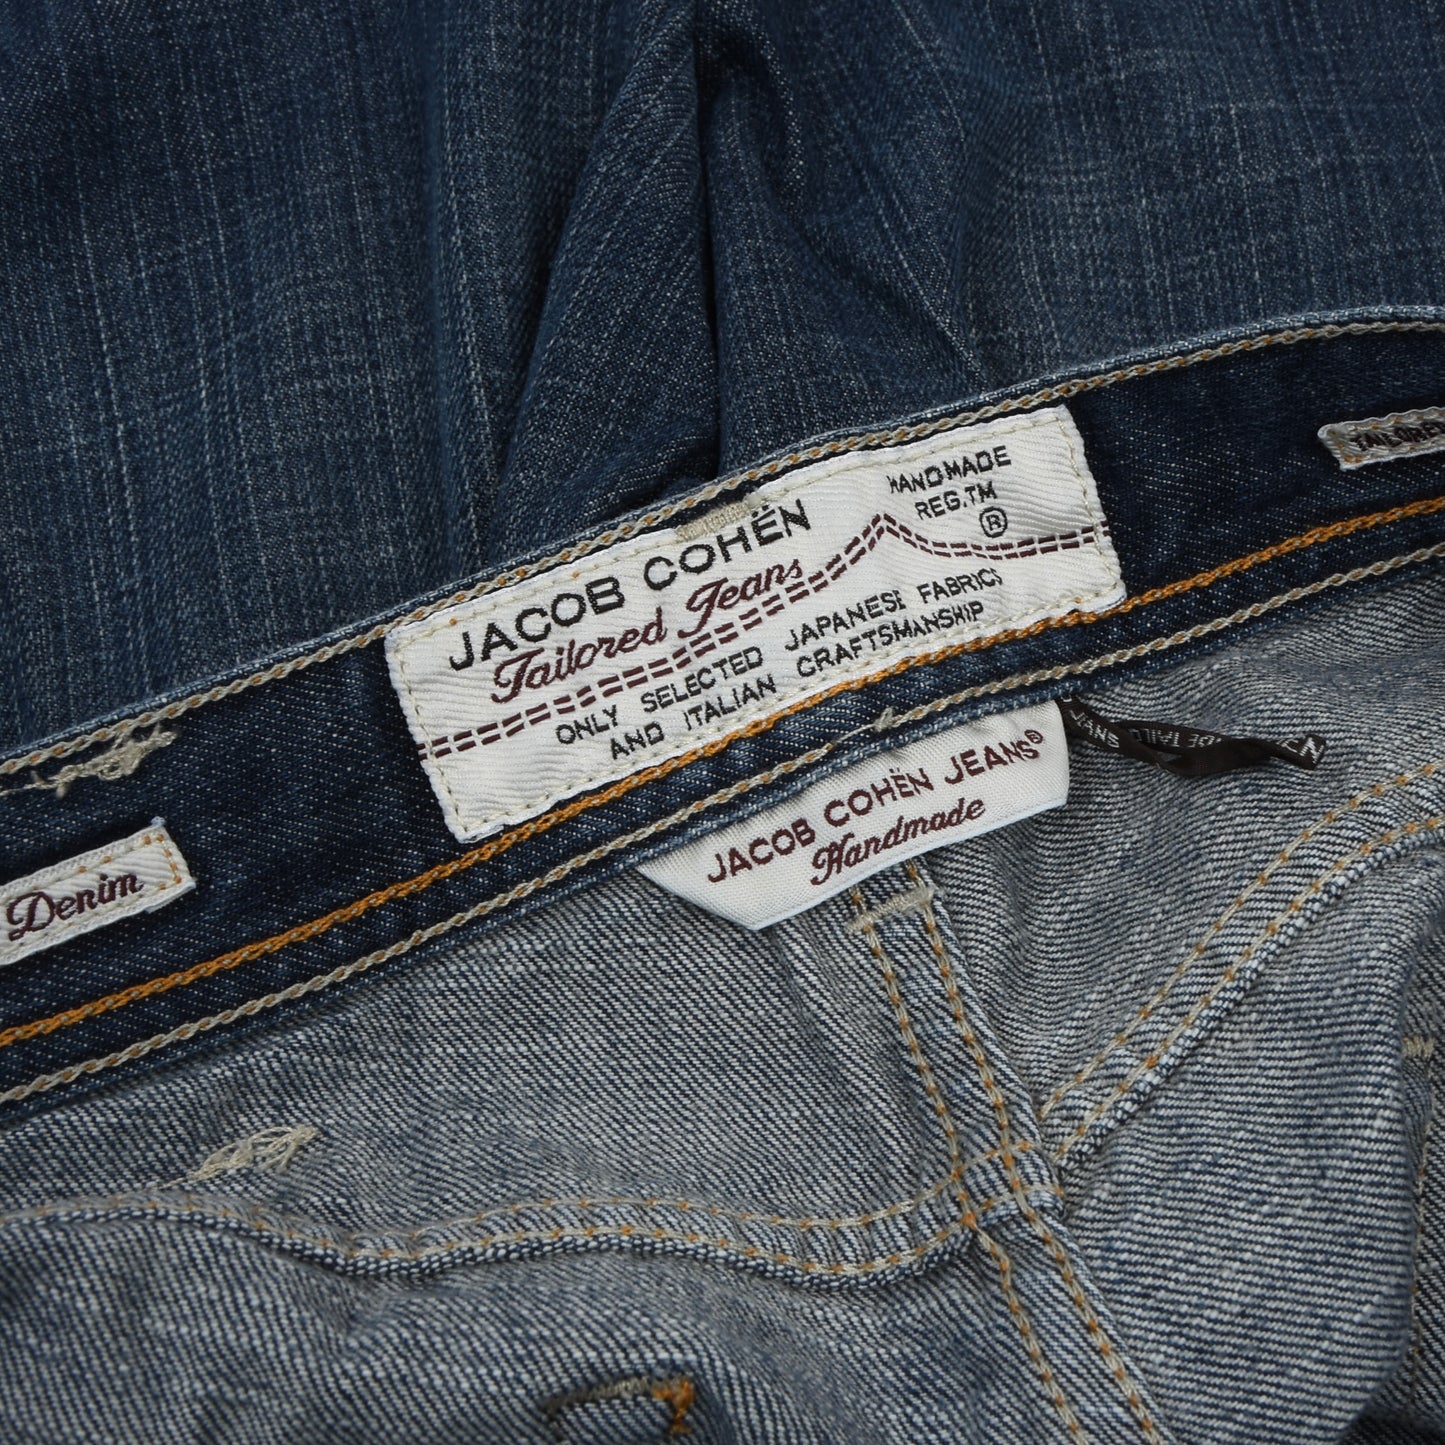 JACOB COHËN
Tailored Jeans
HANDMADE
REG.TM
®
ONLY SELECTED JAPANESE FABRICS
AND ITALIAN CRAFTSMANSHIP
JACOB COHËN JEANS®
Handmade
Denim